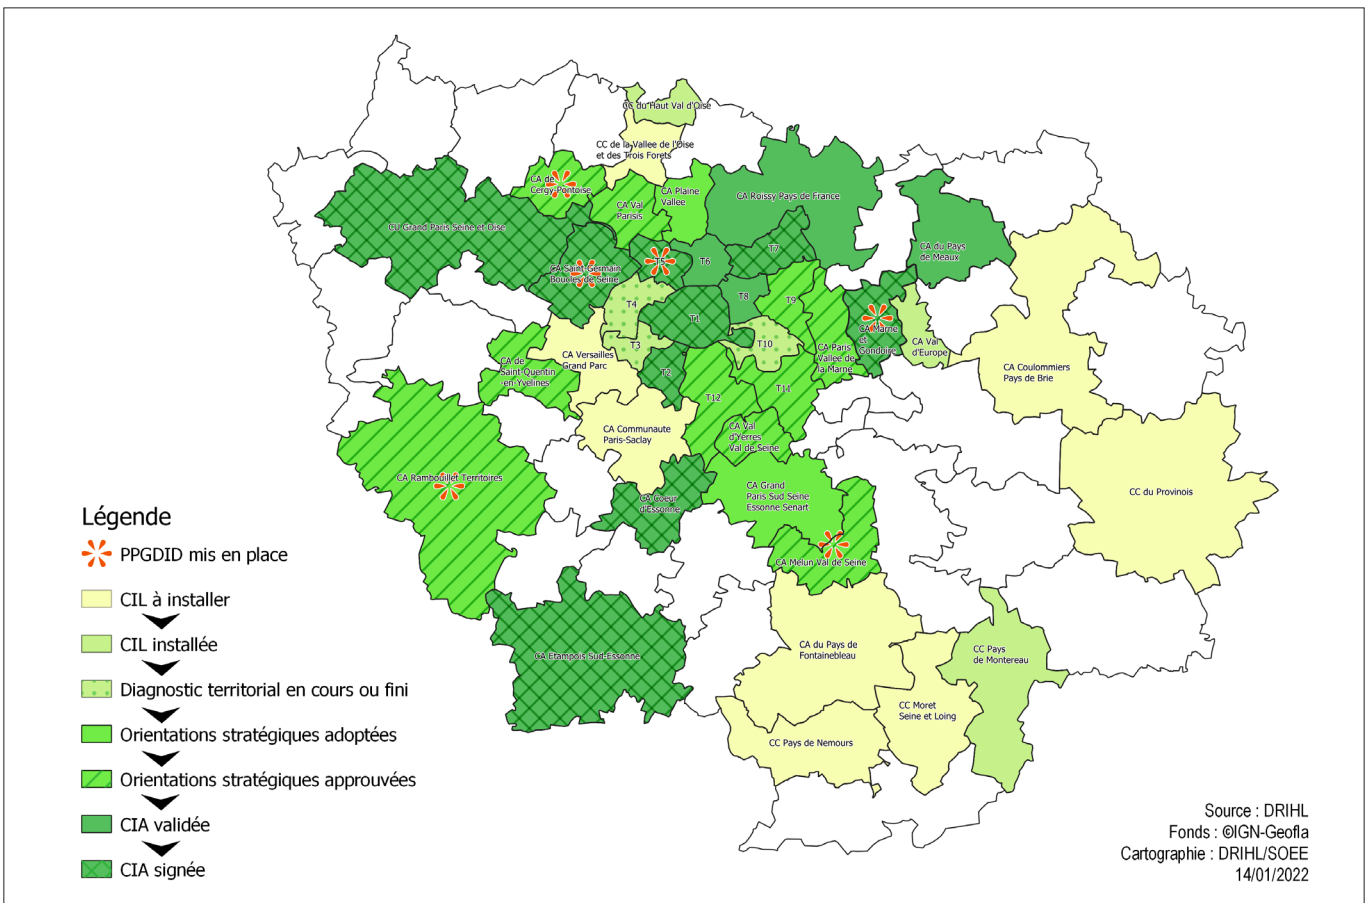 CC du Haut Val d'Oise
CC de la Vallee de l'Oise
et des Trois Forets
CA de
Cergy-Pontoise
CA Val
Parisis
CA Plaine
Vallee
CA Roissy Pays de France
CU Grand Paris Seine et Oise
CA Saint-Germain
Boucles de Seine
T5
T6
T7
CA du Pays
de Meaux
T4
T1
T8
T9
T3
T10
T2
CA Versailles
Grand Parc
CA de
Saint-Quentin
-en-Yvelines
CA Paris
Vallee de
la Marne
CA Marne
et
Gondoire
CA Val
d'Europe
CA Coulommiers
Pays de Brie
T12
T11
CA Communaute
Paris-Saclay
CA Val
d'Yerres
Val de Seine
CA Rambouillet Territoires
CA Coeur
d'Essonne
CA Grand
Paris Sud Seine
Essonne Senart
CC du Provinois
CA Melun Val de Seine
CA Etampois Sud-Essonne
CA du Pays de
Fontainebleau
CC Pays
de Montereau
CC Moret
Seine et Loing
CC Pays de Nemours
Légende
PPGDID mis en place
CIL à installer
CIL installée
Diagnostic territorial en cours ou fini
Orientations stratégiques adoptées
Orientations stratégiques approuvées
CIA validée
CIA signée
Source : DRIHL
Fonds : ©IGN-Geofla
Cartographie : DRIHL/SOEE
14/01/2022